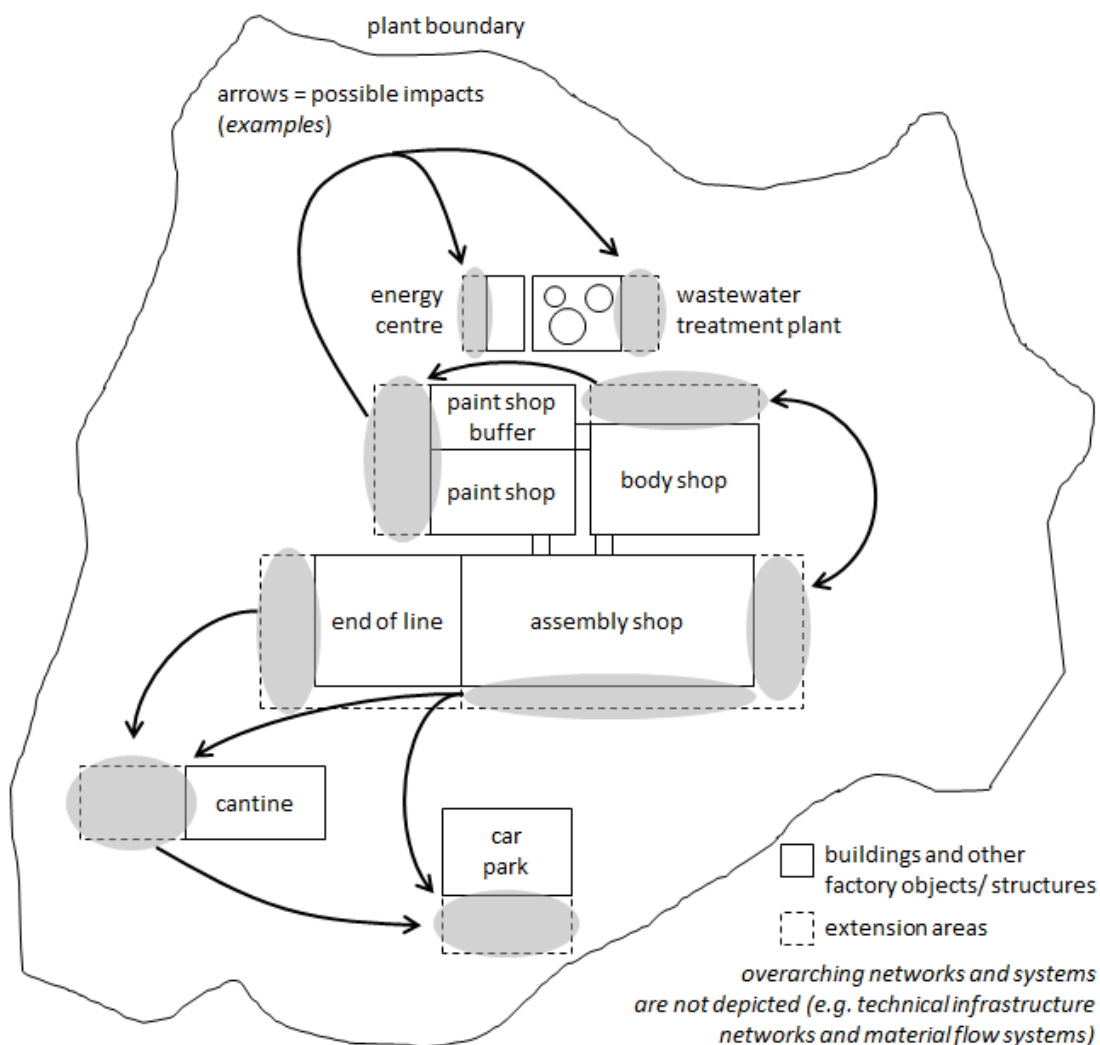 plant boundary
arrows = possible impacts
(examples)
energy
centre
wastewater
treatment plant
paint shop
buffer
paint shop
body shop
end of line
assembly shop
cantine
car
park
buildings and other
factory objects/ structures
extension areas
overarching networks and systems
are not depicted (e.g. technical infrastructure
networks and material flow systems)